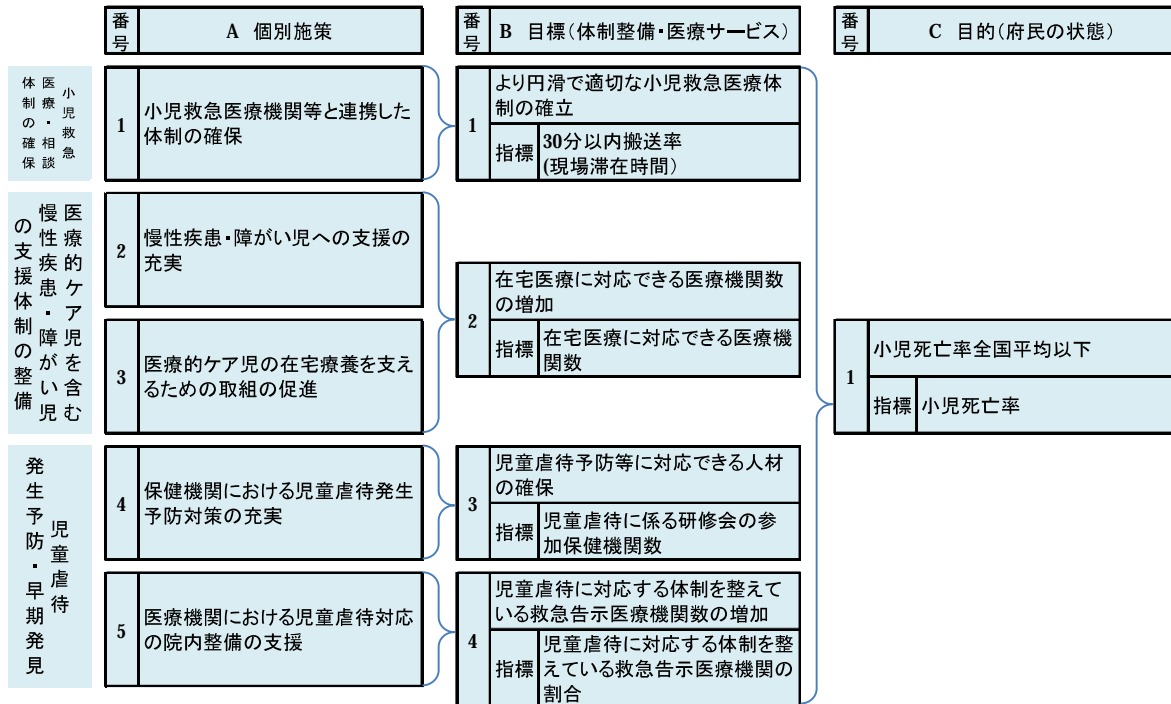 番号
A 個別施策
番号
B 目標(体制整備・医療サービス)
番号
C 目的(府民の状態)
小児救急
医療・相談
体制の確保
1
小児救急医療機関等と連携した
体制の確保
1
より円滑で適切な小児救急医療体
制の確立
指標
30分以内搬送率
(現場滞在時間)
医療的ケア児を含む
慢性疾患・障がい児
の支援体制の整備
2
慢性疾患・障がい児への支援の
充実
3
医療的ケア児の在宅療養を支え
るための取組の促進
2
在宅医療に対応できる医療機関数
の増加
指標
在宅医療に対応できる医療機
関数
1
小児死亡率全国平均以下
指標
小児死亡率
児童虐待
発生予防・早期発見
4
保健機関における児童虐待発生
予防対策の充実
3
児童虐待予防等に対応できる人材
の確保
指標
児童虐待に係る研修会の参
加保健機関数
5
医療機関における児童虐待対応
の院内整備の支援
4
児童虐待に対応する体制を整えて
いる救急告示医療機関数の増加
指標
児童虐待に対応する体制を整
えている救急告示医療機関の
割合